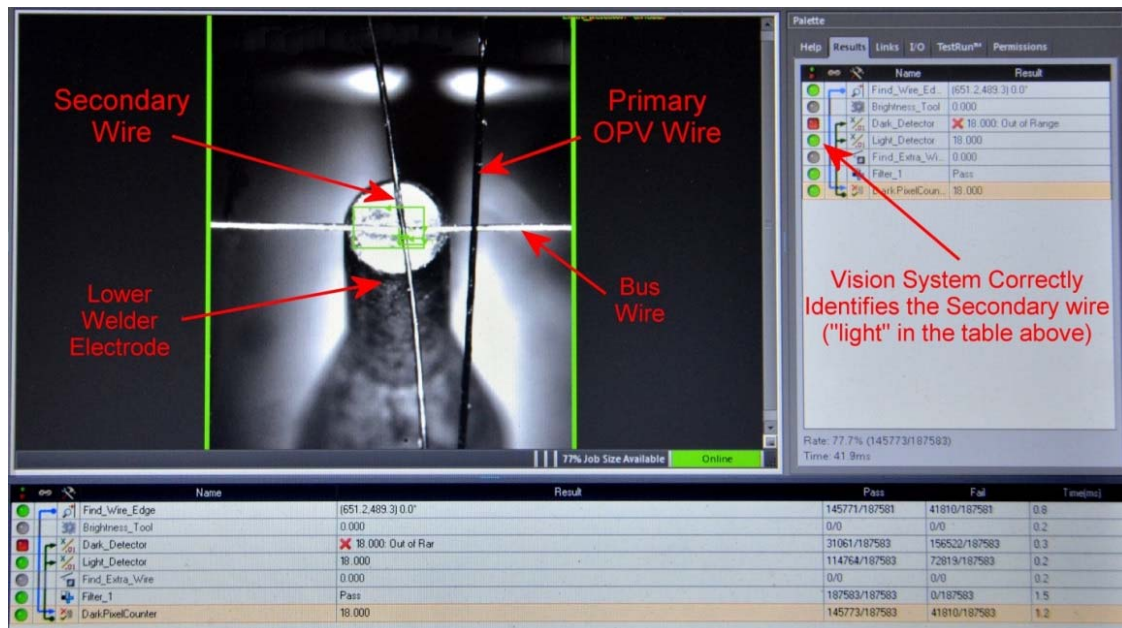 Secondary
Wire
Primary
OPV Wire
Lower
Welder
Electrode
Bus
Wire
77% Job Size Available Online
Palette
Help Results Links I/O TestRun™ Permissions
Name Result
Find_Wire_Ed.. (651.2,489.3) 0.0°
Brightness_Tool 0.000
Dark_Detector 18.000: Out of Range
Light_Detector 18.000
Find_Extra_Wi.. 0.000
Filter_1 Pass
DarkPixelCoun.. 18.000
Vision System Correctly
Identifies the Secondary wire
("light" in the table above)
Rate: 77.7% (145773/187583)
Time: 41.9ms
Name Result Pass Fail Time(ms)
Find_Wire_Edge (651.2,489.3) 0.0° 145771/187581 41810/187581 0.8
Brightness_Tool 0.000 0/0 0/0 0.2
Dark_Detector 18.000: Out of Rar 31061/187583 156522/187583 0.3
Light_Detector 18.000 114764/187583 72819/187583 0.2
Find_Extra_Wire 0.000 0/0 0/0 0.2
Filter_1 Pass 187583/187583 0/187583 1.5
DarkPixelCounter 18.000 145773/187583 41810/187583 1.2